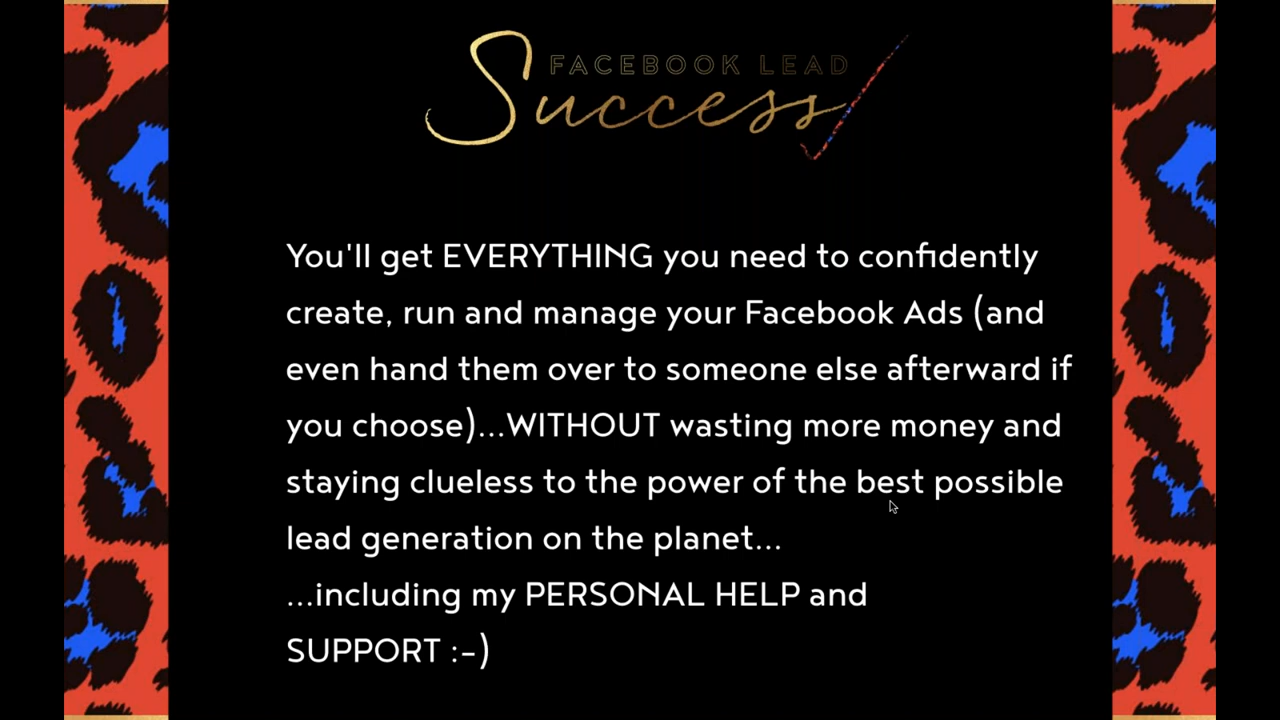 FACEBOOK LEAD
Success
You'll get EVERYTHING you need to confidently
create, run and manage your Facebook Ads (and
even hand them over to someone else afterward if
you choose)...WITHOUT wasting more money and
staying clueless to the power of the best possible
lead generation on the planet...
...including my PERSONAL HELP and
SUPPORT :-)